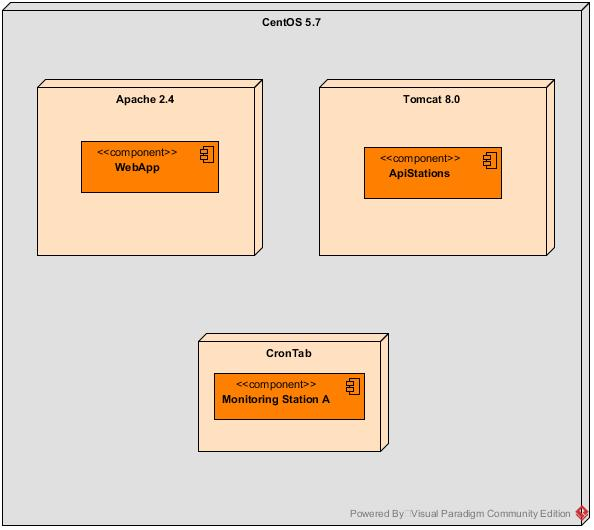 CentOS 5.7
Apache 2.4
<<component>>
WebApp
Tomcat 8.0
<<component>>
ApiStations
CronTab
<<component>>
Monitoring Station A
Powered By Visual Paradigm Community Edition